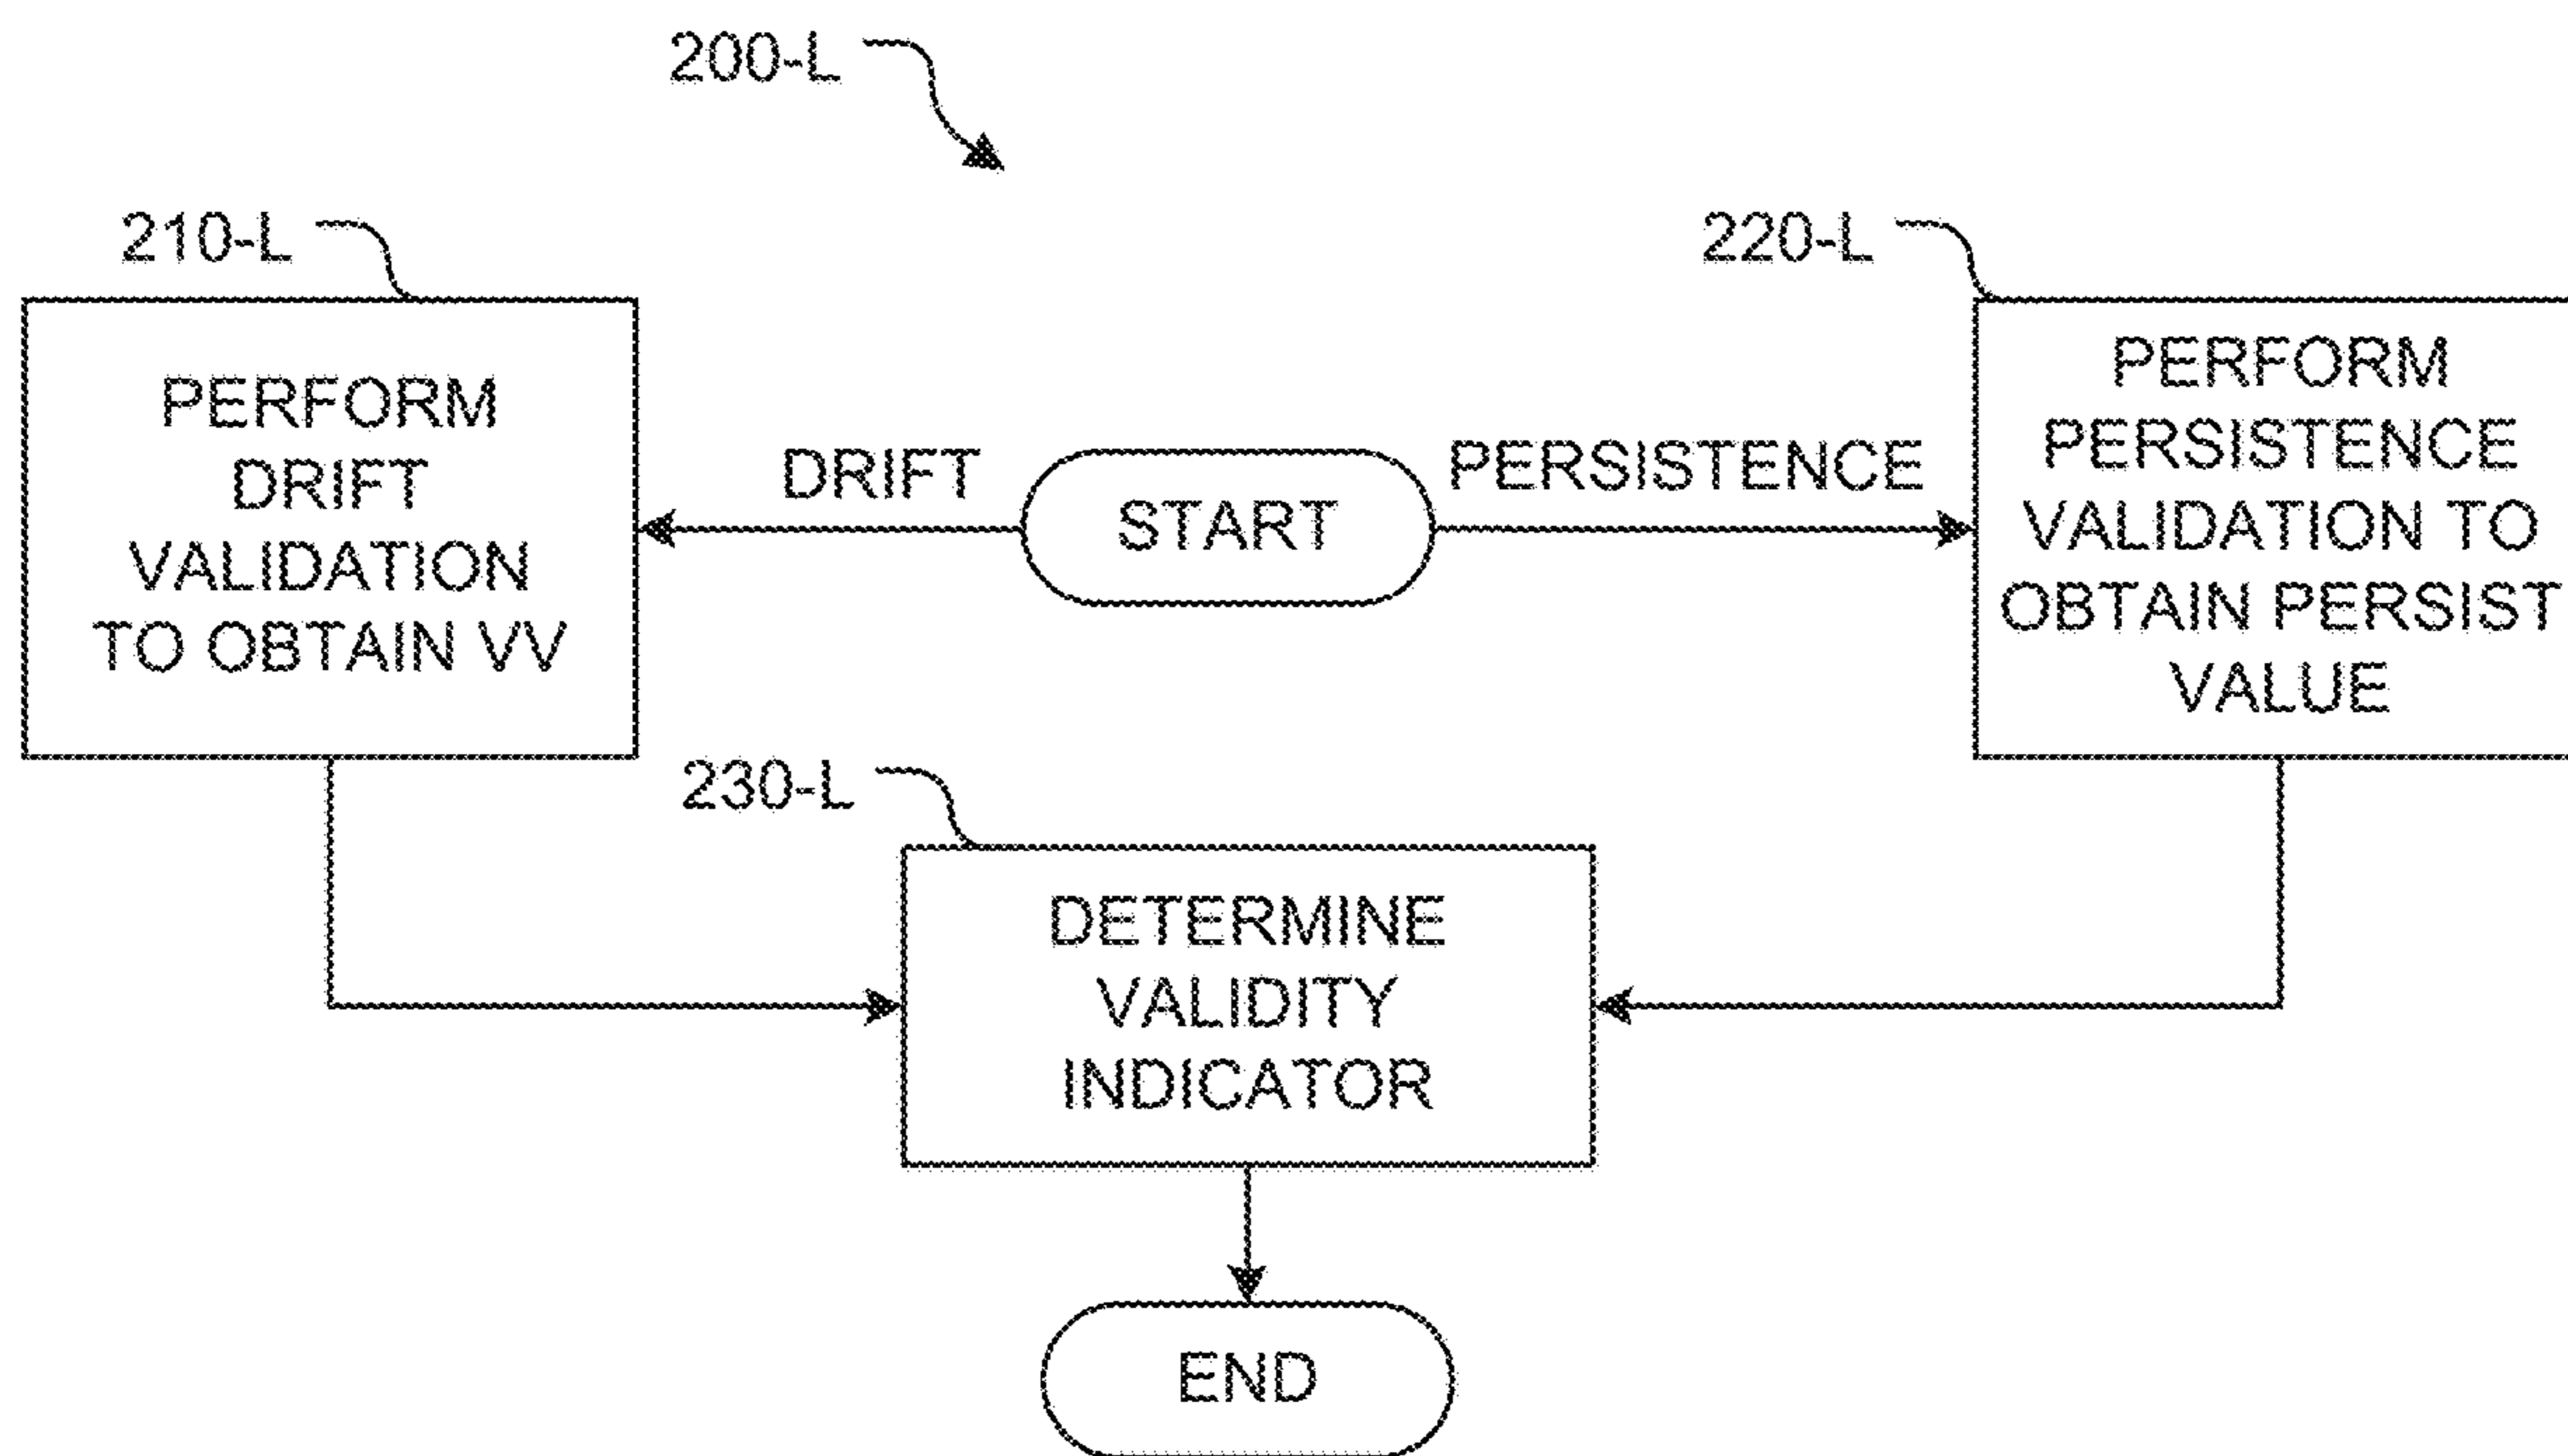 200-L
210-L
220-L
PERFORM
DRIFT
VALIDATION
TO OBTAIN VV
DRIFT
START
PERSISTENCE
PERFORM
PERSISTENCE
VALIDATION TO
OBTAIN PERSIST
VALUE
230-L
DETERMINE
VALIDITY
INDICATOR
END